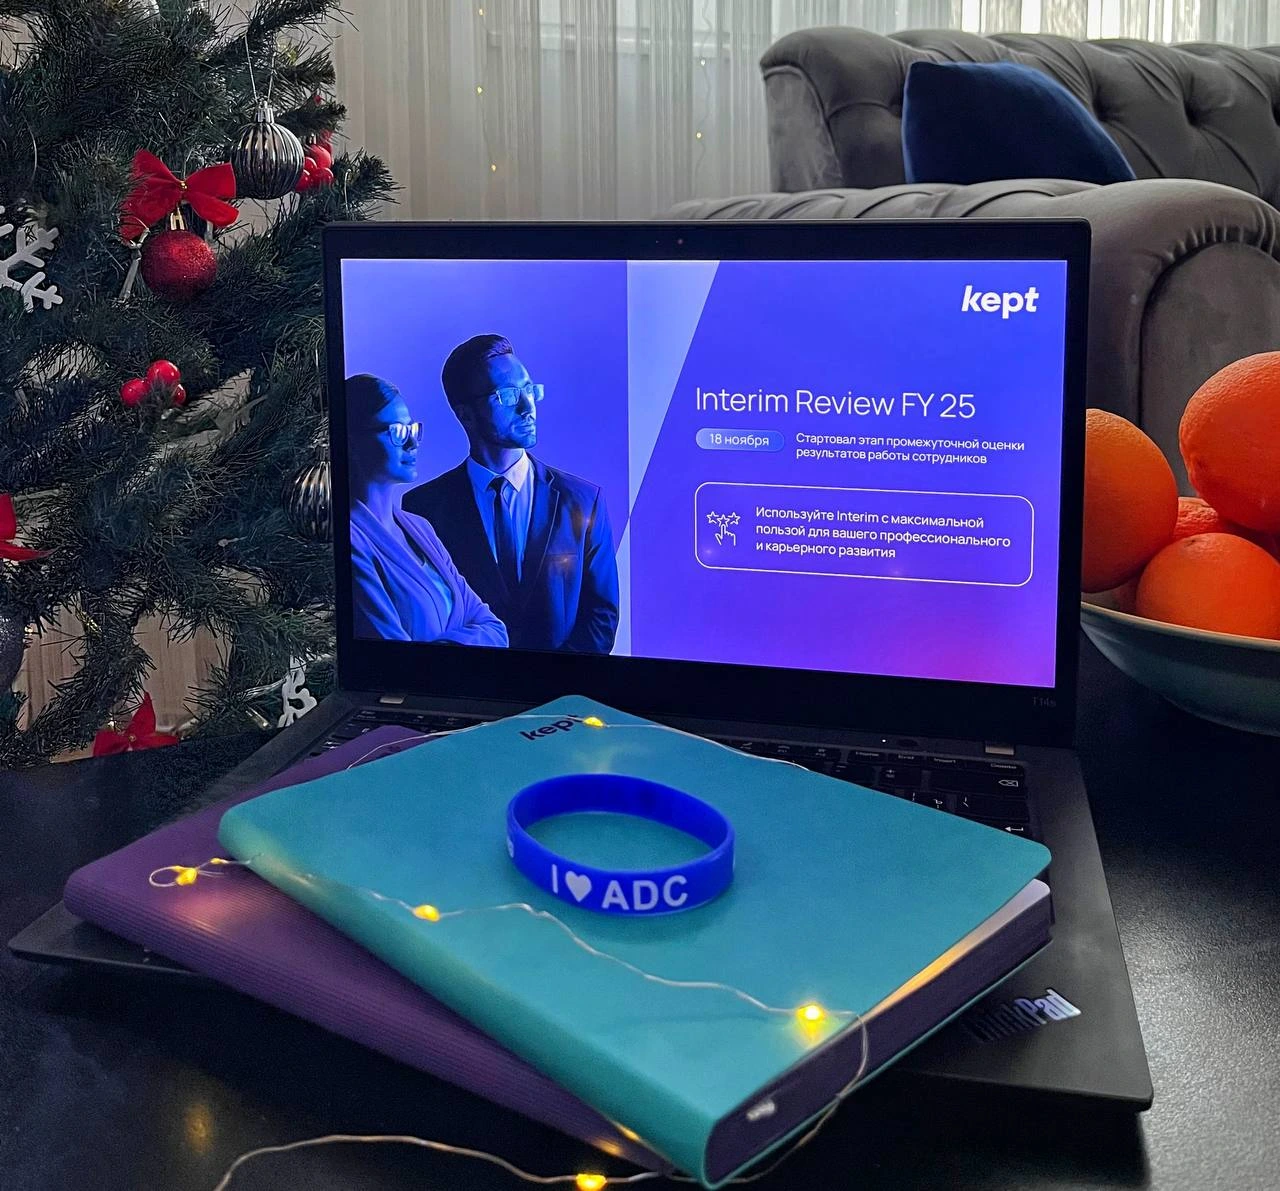 kept
Interim Review FY 25
18 ноября
Стартовал этап промежуточной оценки
результатов работы сотрудников
Используйте Interim с максимальной
пользой для вашего профессионального
и карьерного развития
T14s
kept
I ♥ ADC
ThinkPad